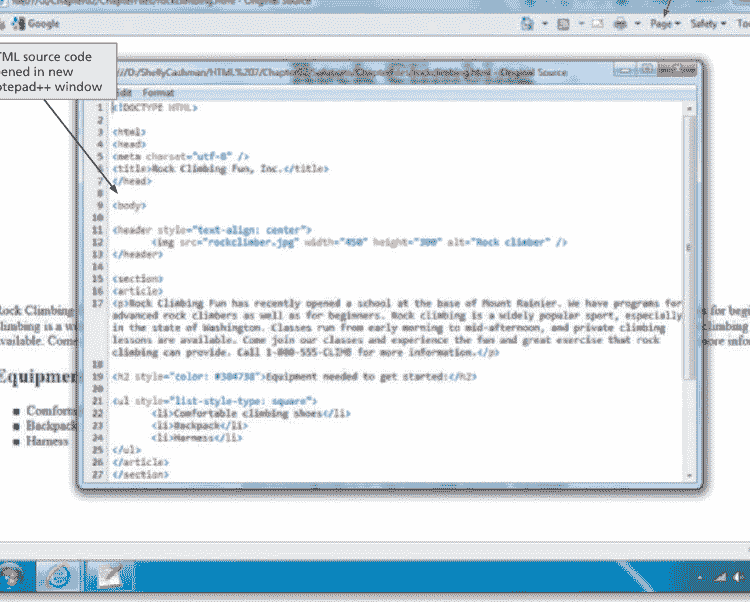 Google
Page
Safety
TML source code
ened in new
otepad++ window
Original Source
Edit Format
1 <!DOCTYPE HTML>
2
3 <html>
4 <head>
5 <meta charset="utf-8" />
6 <title>Rock Climbing Fun, Inc.</title>
7 </head>
8
9 <body>
10
11 <header style="text-align: center">
12 <img src="rockclimber.jpg" width="450" height="300" alt="Rock climber" />
13 </header>
14
15 <section>
16 <article>
17 <p>Rock Climbing Fun has recently opened a school at the base of Mount Rainier. We have programs for
advanced rock climbers as well as for beginners. Rock climbing is a widely popular sport, especially
in the state of Washington. Classes run from early morning to mid-afternoon, and private climbing
lessons are available. Come join our classes and experience the fun and great exercise that rock
climbing can provide. Call 1-800-555-CLIMB for more information.</p>
18
19 <h2 style="color: #384738">Equipment needed to get started:</h2>
20
21 <ul style="list-style-type: square">
22 <li>Comfortable climbing shoes</li>
23 <li>Backpack</li>
24 <li>Harness</li>
25 </ul>
26 </article>
27 </section>
ock Climbing
limbing is a w
vailable. Come
s for begi
climbing
ore infor
Equipmen
Comforta
Backpack
Harness